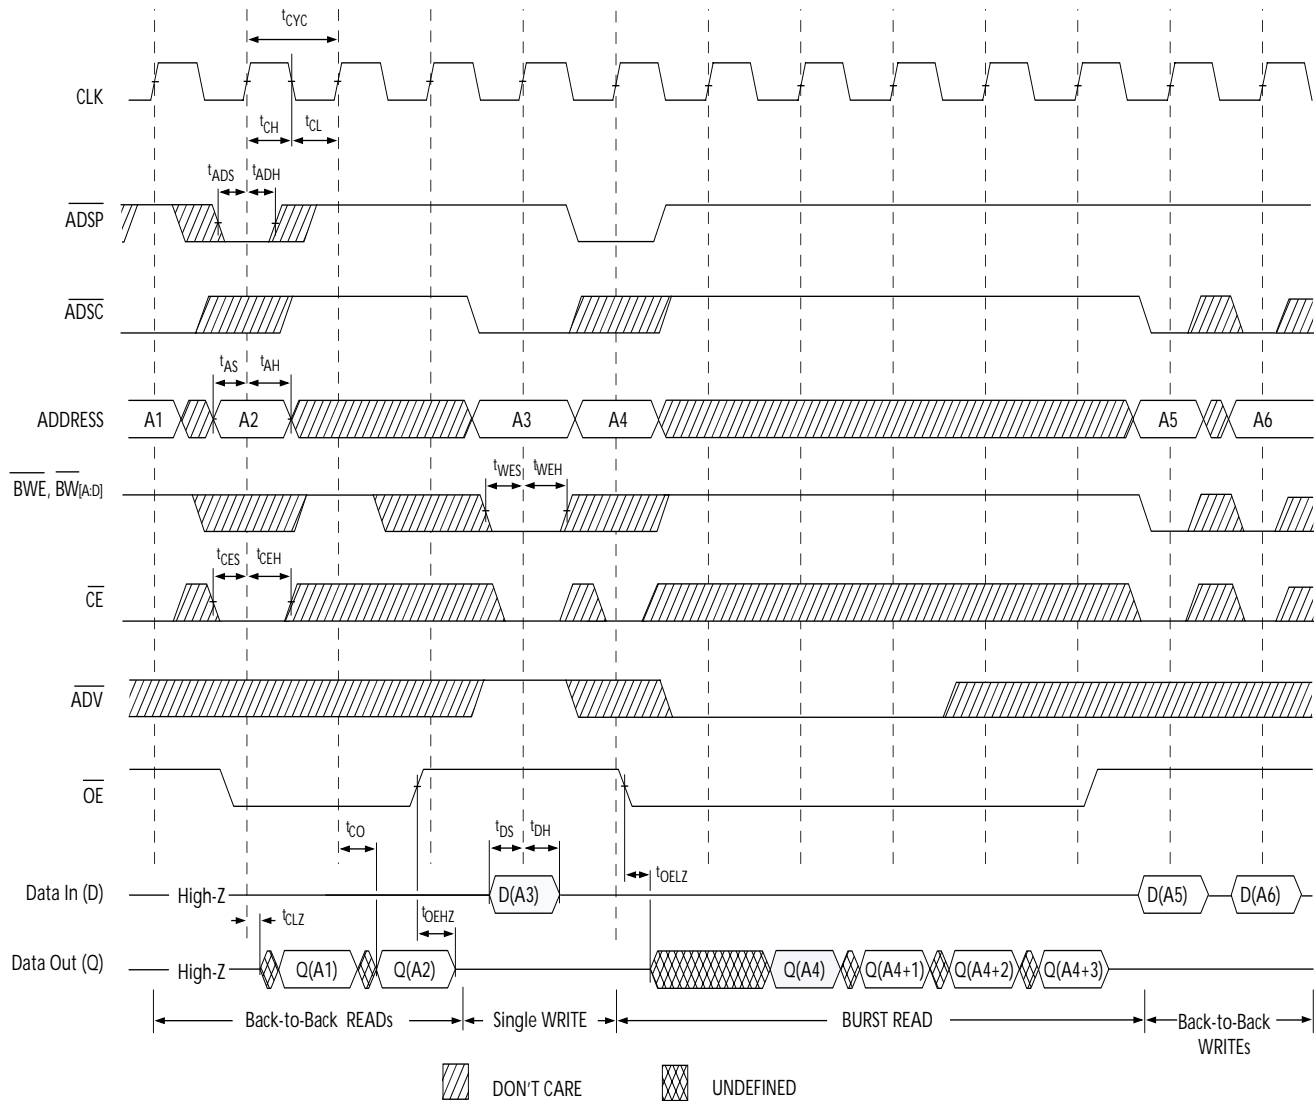 tCYC
CLK
tCH tCL
tADS tADH
ADSP
ADSC
tAS tAH
ADDRESS A1 A2 A3 A4 A5 A6
tWES tWEH
BWE, BW[A:D]
tCES tCEH
CE
ADV
OE
tCO tDS tDH
tOELZ
Data In (D) High-Z D(A3) D(A5) D(A6)
tCLZ tOEHZ
Data Out (Q) High-Z Q(A1) Q(A2) Q(A4) Q(A4+1) Q(A4+2) Q(A4+3)
Back-to-Back READs Single WRITE BURST READ Back-to-Back
WRITEs
DON'T CARE UNDEFINED